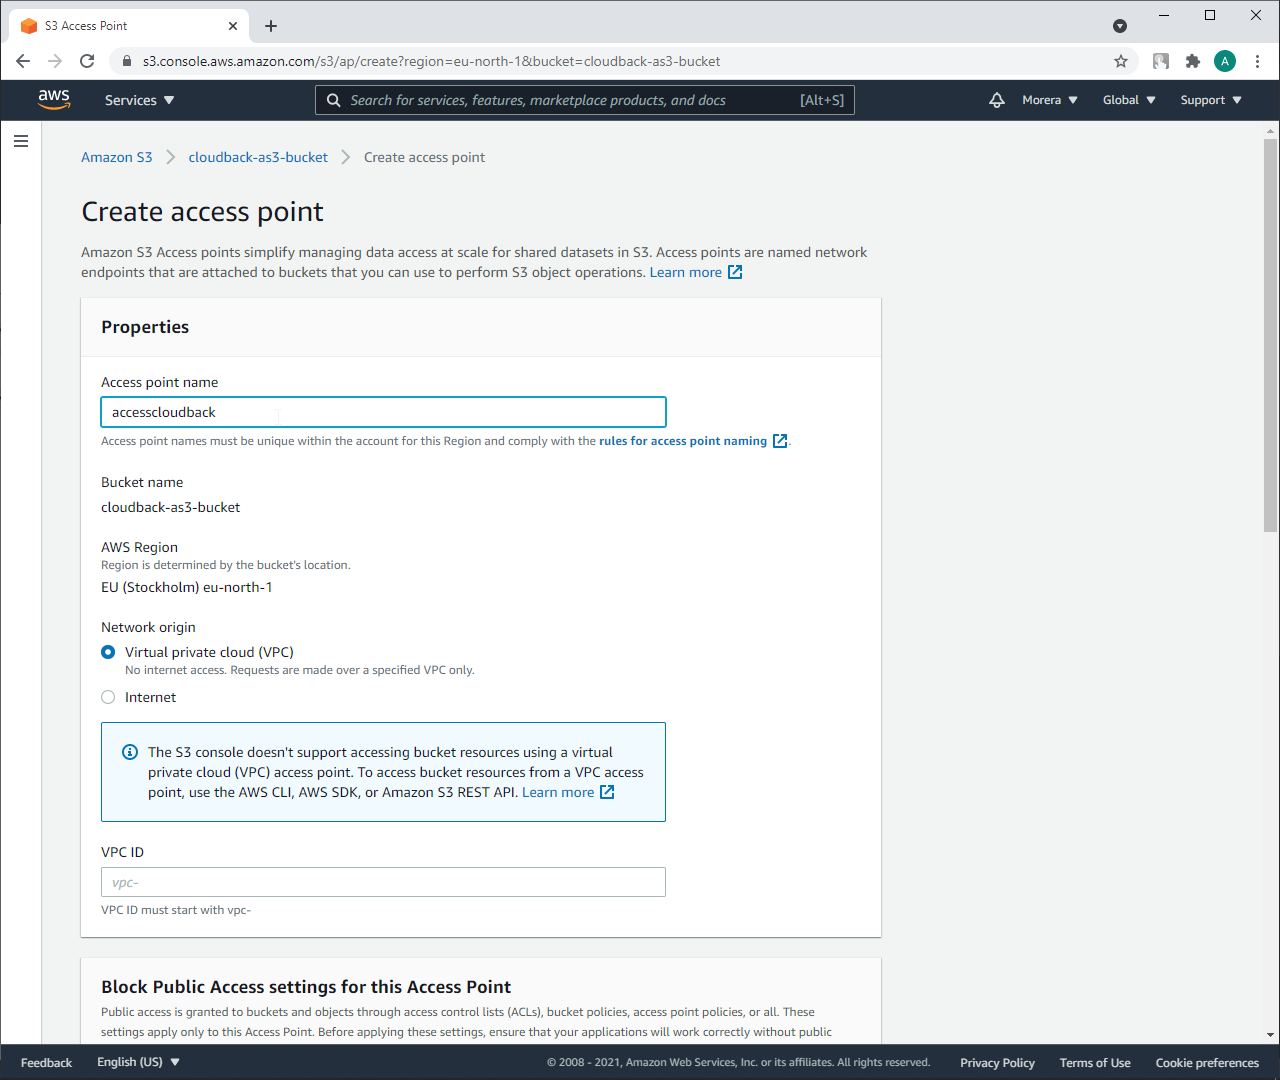 S3 Access Point
s3.console.aws.amazon.com/s3/ap/create?region=eu-north-1&bucket=cloudback-as3-bucket
A
aws
Services
Search for services, features, marketplace products, and docs [Alt+S]
Morera
Global
Support
Amazon S3 cloudback-as3-bucket Create access point
Create access point
Amazon S3 Access points simplify managing data access at scale for shared datasets in S3. Access points are named network
endpoints that are attached to buckets that you can use to perform S3 object operations. Learn more
Properties
Access point name
accesscloudback
Access point names must be unique within the account for this Region and comply with the rules for access point naming.
Bucket name
cloudback-as3-bucket
AWS Region
Region is determined by the bucket's location.
EU (Stockholm) eu-north-1
Network origin
Virtual private cloud (VPC)
No internet access. Requests are made over a specified VPC only.
Internet
The S3 console doesn't support accessing bucket resources using a virtual
private cloud (VPC) access point. To access bucket resources from a VPC access
point, use the AWS CLI, AWS SDK, or Amazon S3 REST API. Learn more
VPC ID
vpc-
VPC ID must start with vpc-
Block Public Access settings for this Access Point
Public access is granted to buckets and objects through access control lists (ACLs), bucket policies, access point policies, or all. These
settings apply only to this Access Point. Before applying these settings, ensure that your applications will work correctly without public
Feedback English (US) © 2008 - 2021, Amazon Web Services, Inc. or its affiliates. All rights reserved. Privacy Policy Terms of Use Cookie preferences